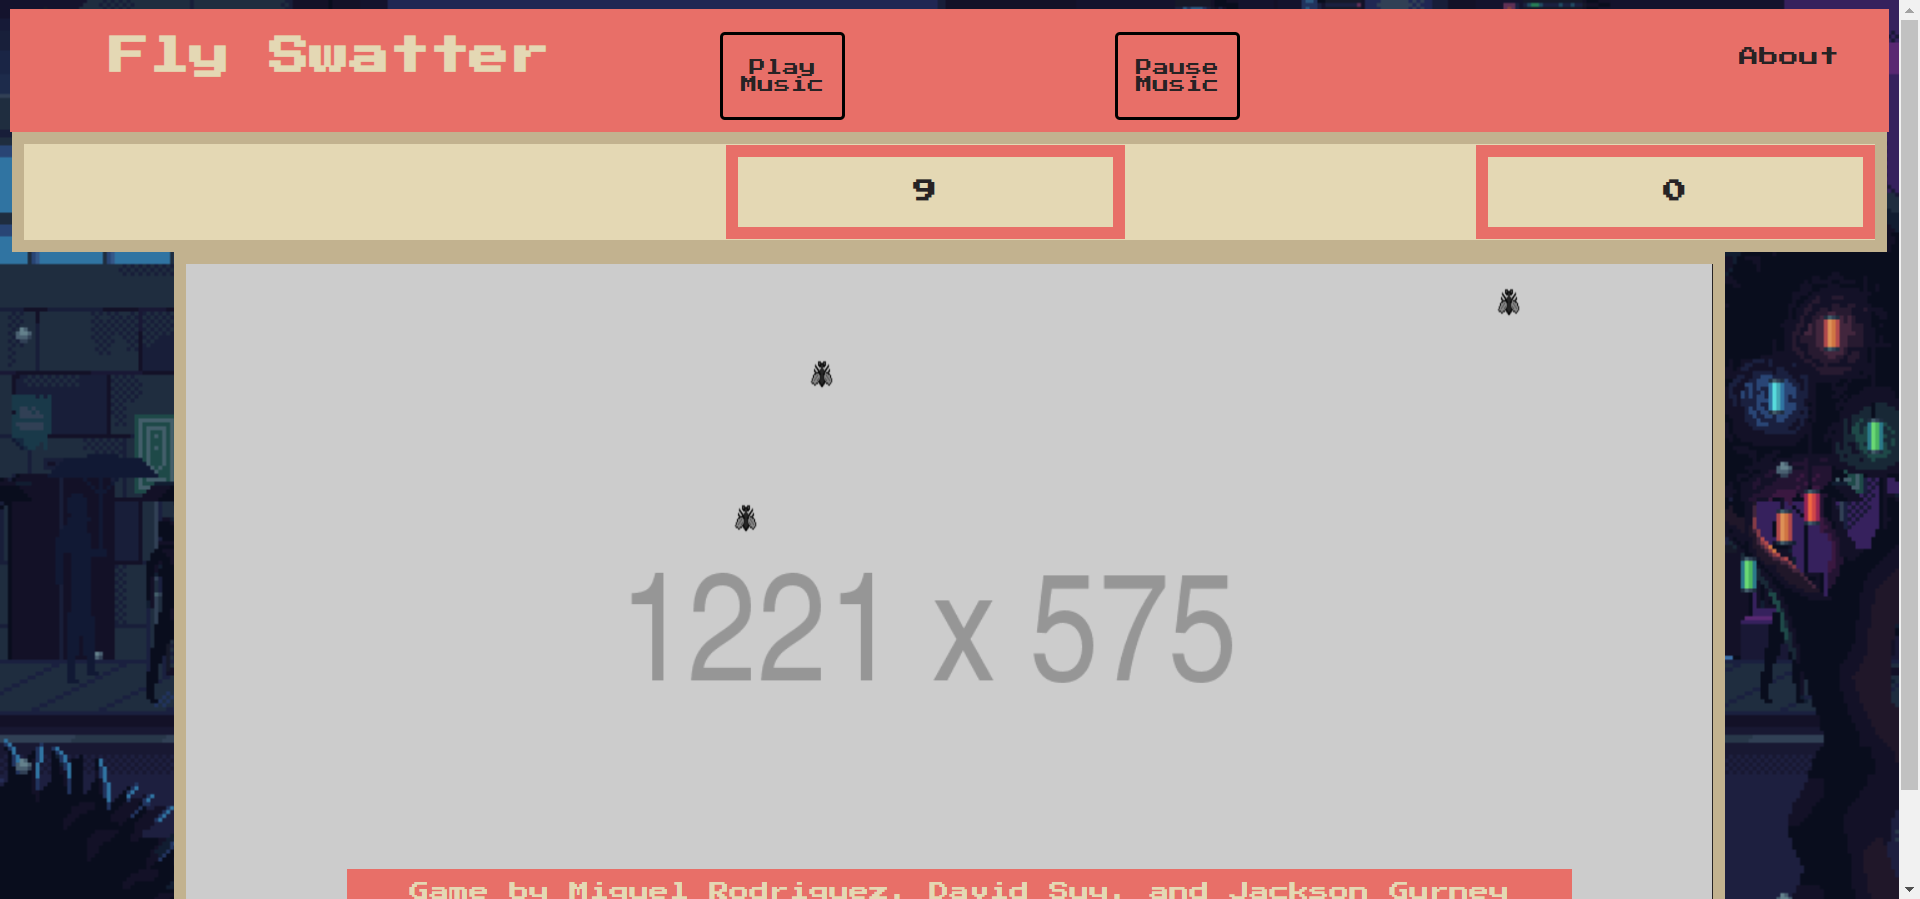 Fly Swatter
Play
Music
Pause
Music
About
9
0
1221 x 575
Game by Miguel Rodriguez, David Suy, and Jackson Gurney